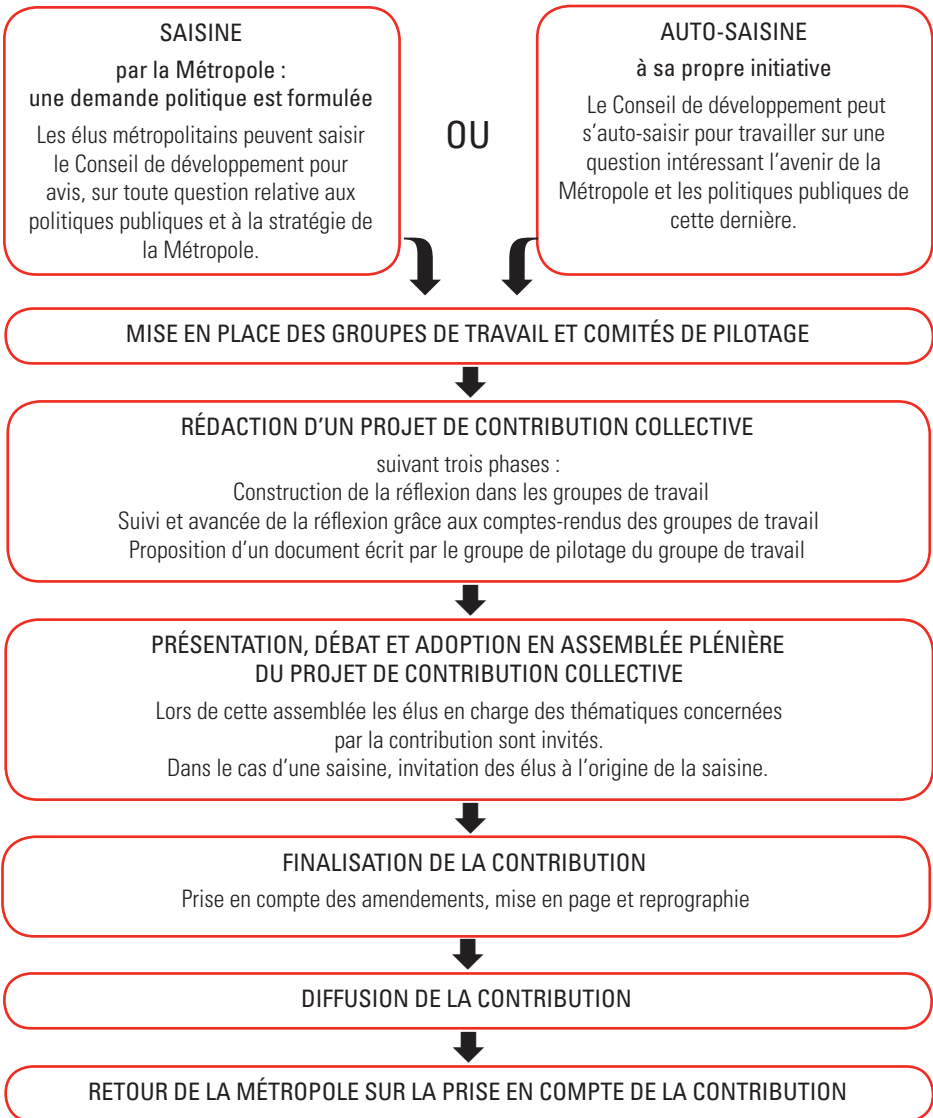 SAISINE
par la Métropole :
une demande politique est formulée
Les élus métropolitains peuvent saisir
le Conseil de développement pour
avis, sur toute question relative aux
politiques publiques et à la stratégie de
la Métropole.
OU
AUTO-SAISINE
à sa propre initiative
Le Conseil de développement peut
s’auto-saisir pour travailler sur une
question intéressant l’avenir de la
Métropole et les politiques publiques de
cette dernière.
MISE EN PLACE DES GROUPES DE TRAVAIL ET COMITÉS DE PILOTAGE
RÉDACTION D’UN PROJET DE CONTRIBUTION COLLECTIVE
suivant trois phases :
Construction de la réflexion dans les groupes de travail
Suivi et avancée de la réflexion grâce aux comptes-rendus des groupes de travail
Proposition d’un document écrit par le groupe de pilotage du groupe de travail
PRÉSENTATION, DÉBAT ET ADOPTION EN ASSEMBLÉE PLÉNIÈRE
DU PROJET DE CONTRIBUTION COLLECTIVE
Lors de cette assemblée les élus en charge des thématiques concernées
par la contribution sont invités.
Dans le cas d’une saisine, invitation des élus à l’origine de la saisine.
FINALISATION DE LA CONTRIBUTION
Prise en compte des amendements, mise en page et reprographie
DIFFUSION DE LA CONTRIBUTION
RETOUR DE LA MÉTROPOLE SUR LA PRISE EN COMPTE DE LA CONTRIBUTION